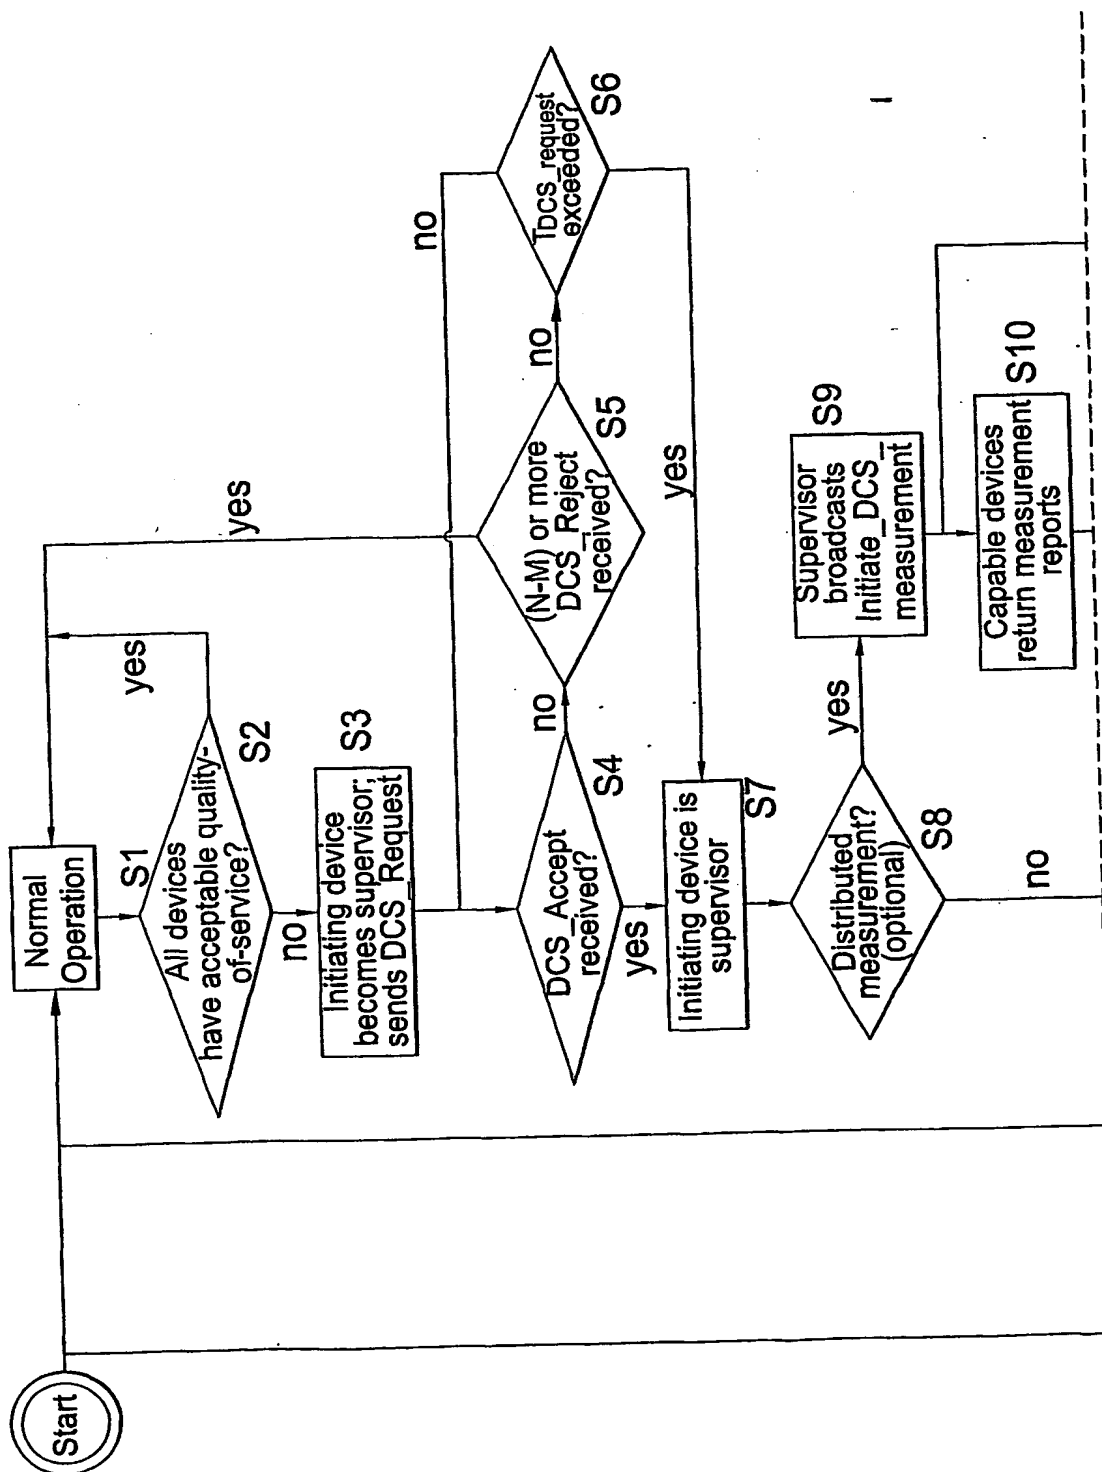 Start
Normal
Operation
S1
All devices
have acceptable quality-
of-service?
S2
yes
no
Initiating device
becomes supervisor;
sends DCS_Request
S3
DCS_Accept
received?
S4
no
yes
(N-M) or more
DCS_Reject
received?
S5
yes
no
TDCS_request
exceeded?
S6
no
yes
Initiating device is
supervisor
S7
Distributed
measurement?
(optional)
S8
yes
no
Supervisor
broadcasts
Initiate_DCS_
measurement
S9
Capable devices
return measurement
reports
S10